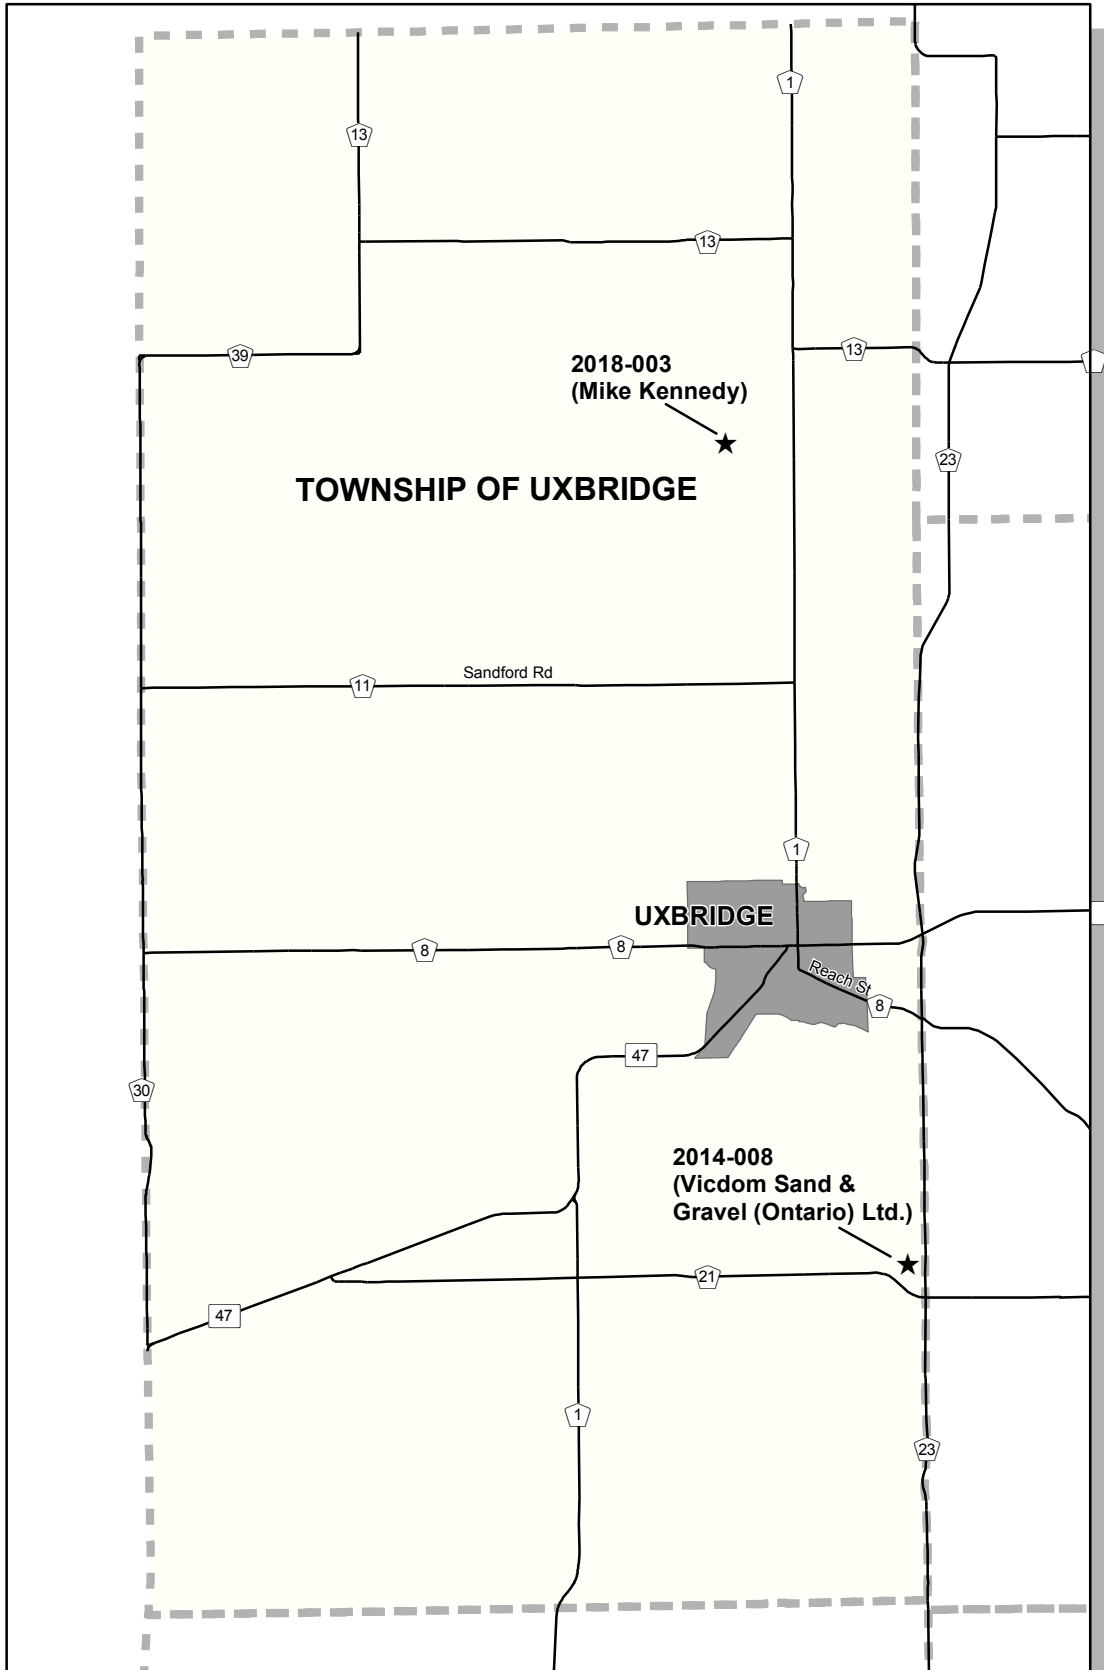 1
13
13
13
39
2018-003
(Mike Kennedy)
23
TOWNSHIP OF UXBRIDGE
Sandford Rd
11
1
UXBRIDGE
8
8
Reach St
8
47
30
2014-008
(Vicdom Sand &
Gravel (Ontario) Ltd.)
21
47
1
23